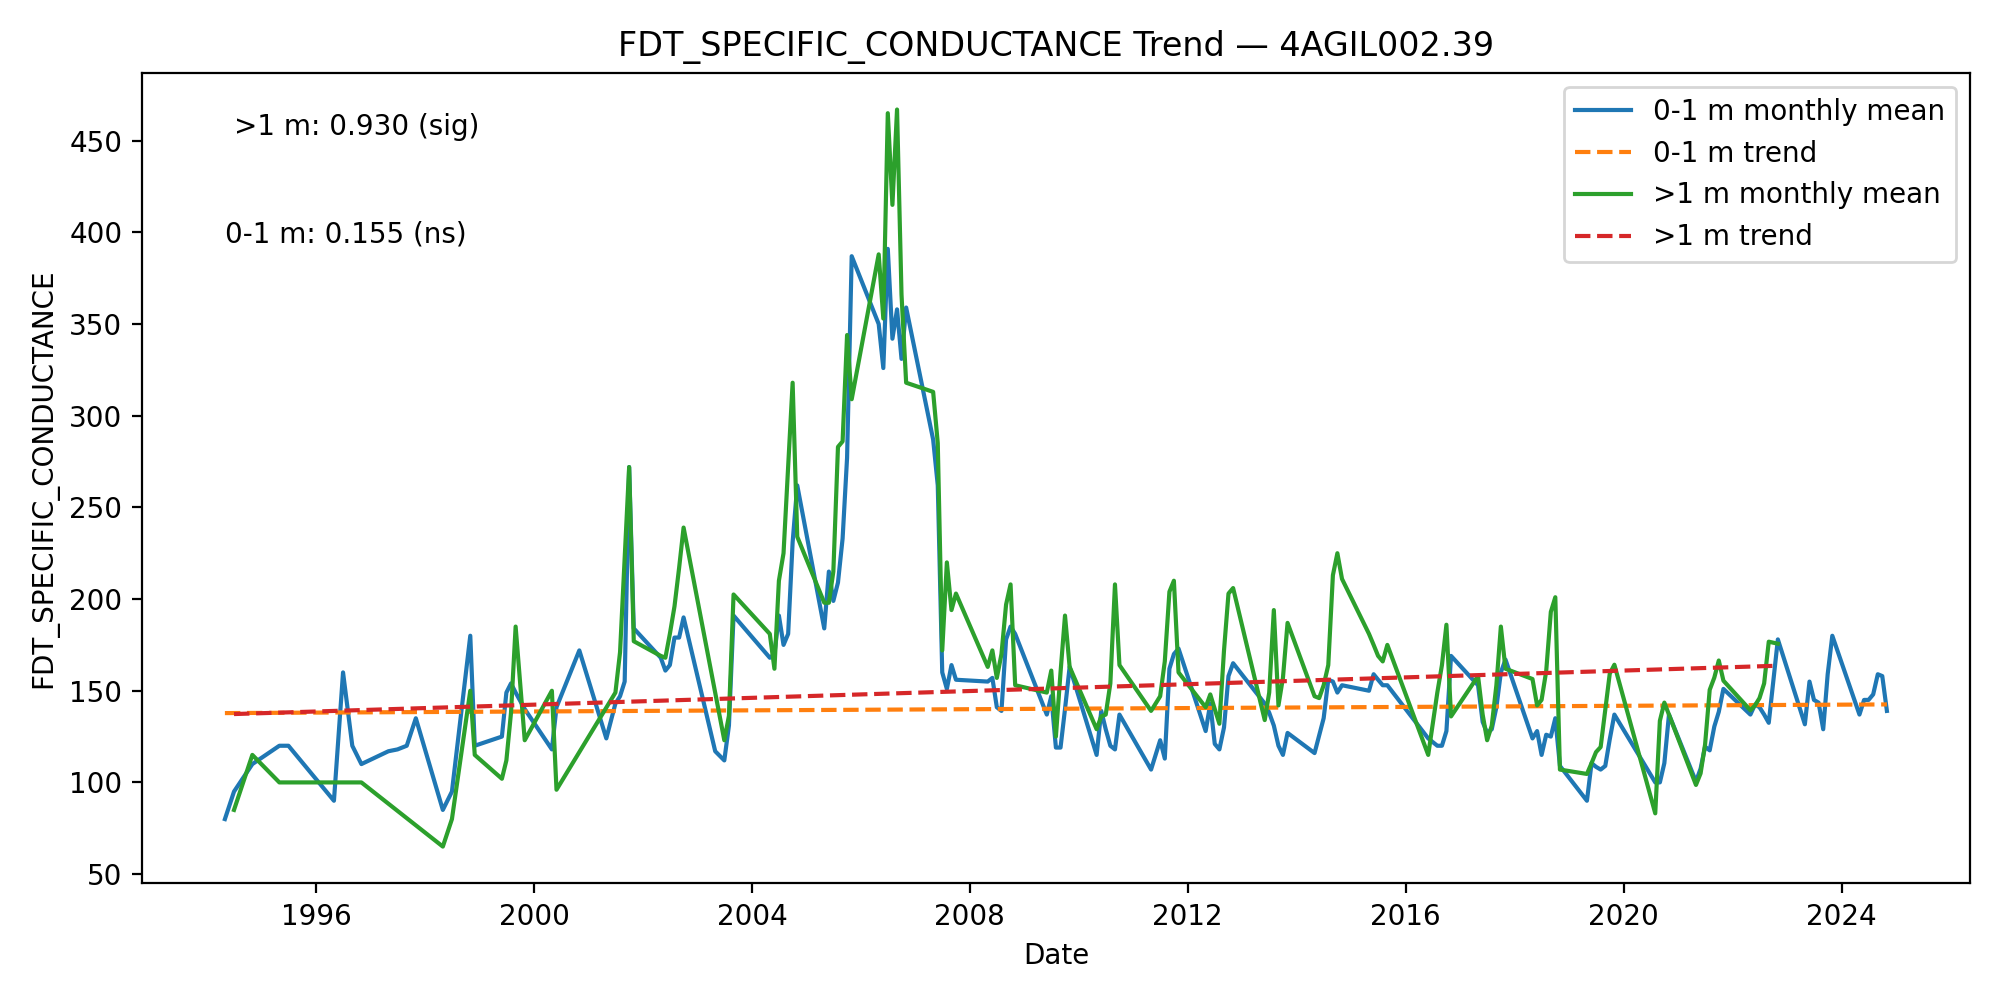 FDT_SPECIFIC_CONDUCTANCE Trend — 4AGIL002.39
>1 m: 0.930 (sig)
0-1 m: 0.155 (ns)
0-1 m monthly mean
0-1 m trend
>1 m monthly mean
>1 m trend
FDT_SPECIFIC_CONDUCTANCE
450
400
350
300
250
200
150
100
50
1996 2000 2004 2008 2012 2016 2020 2024
Date